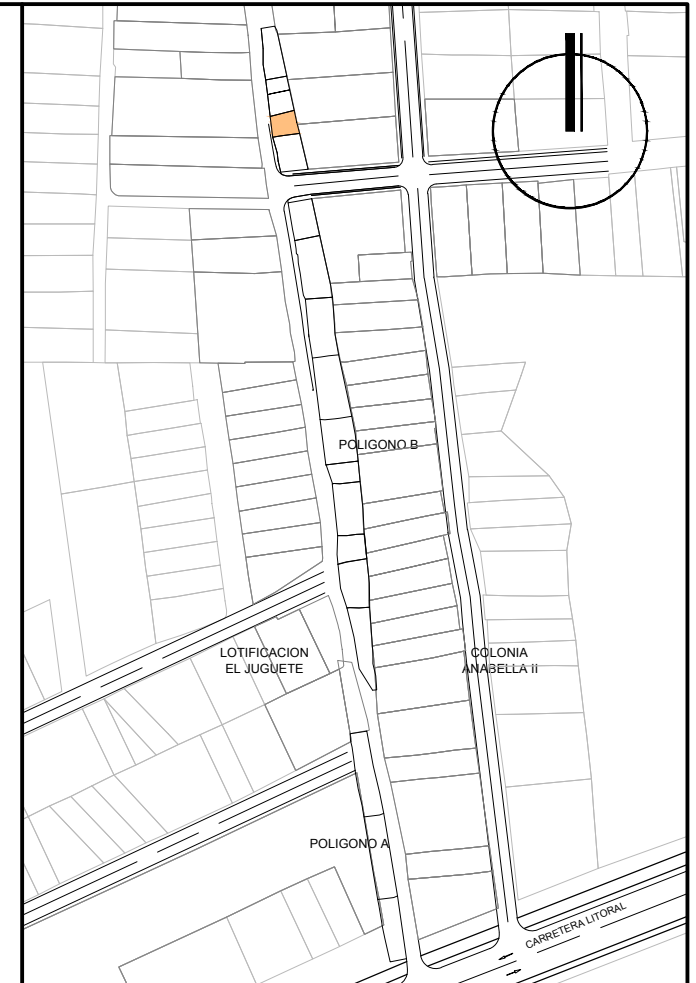 POLIGONO B
LOTIFICACION
EL JUGUETE
COLONIA
ANABELLA II
POLIGONO A
CARRETERA LITORAL